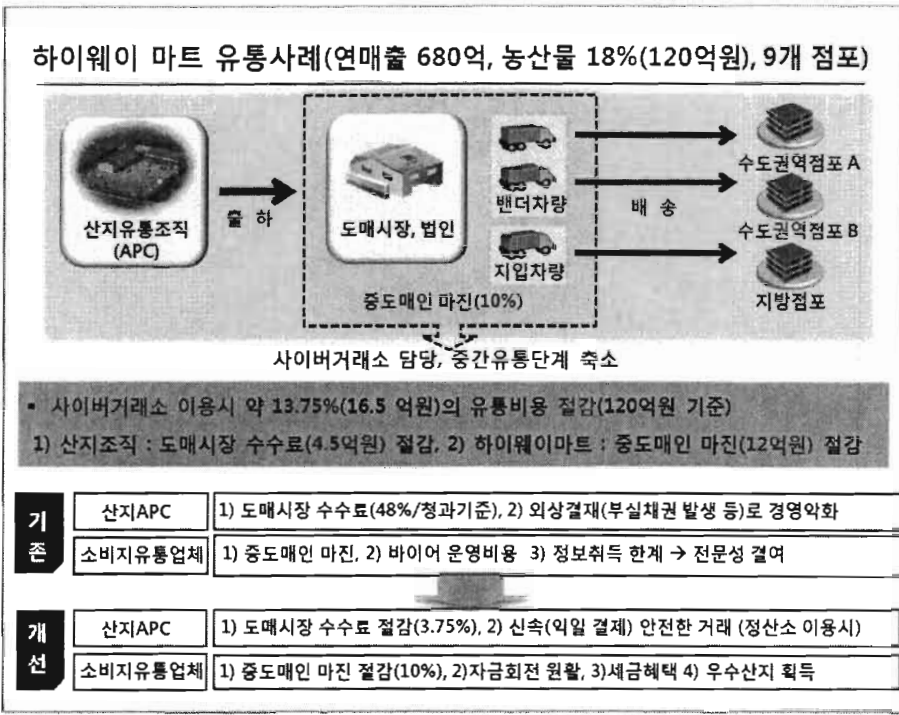 하이웨이 마트 유통사례(연매출 680억, 농산물 18%(120억원), 9개 점포)
산지유통조직
(APC)
출 하
도매시장, 법인
밴더차량
지입차량
중도매인 마진(10%)
배 송
수도권역점포 A
수도권역점포 B
지방점포
사이버거래소 담당, 중간유통단계 축소
▪ 사이버거래소 이용시 약 13.75%(16.5 억원)의 유통비용 절감(120억원 기준)
1) 산지조직 : 도매시장 수수료(4.5억원) 절감, 2) 하이웨이마트 : 중도매인 마진(12억원) 절감
기존
산지APC
1) 도매시장 수수료(48%/청과기준), 2) 외상결재(부실채권 발생 등)로 경영악화
소비지유통업체
1) 중도매인 마진, 2) 바이어 운영비용 3) 정보취득 한계 → 전문성 결여
개선
산지APC
1) 도매시장 수수료 절감(3.75%), 2) 신속(익일 결제) 안전한 거래 (정산소 이용시)
소비지유통업체
1) 중도매인 마진 절감(10%), 2)자금회전 원활, 3)세금혜택 4) 우수산지 획득